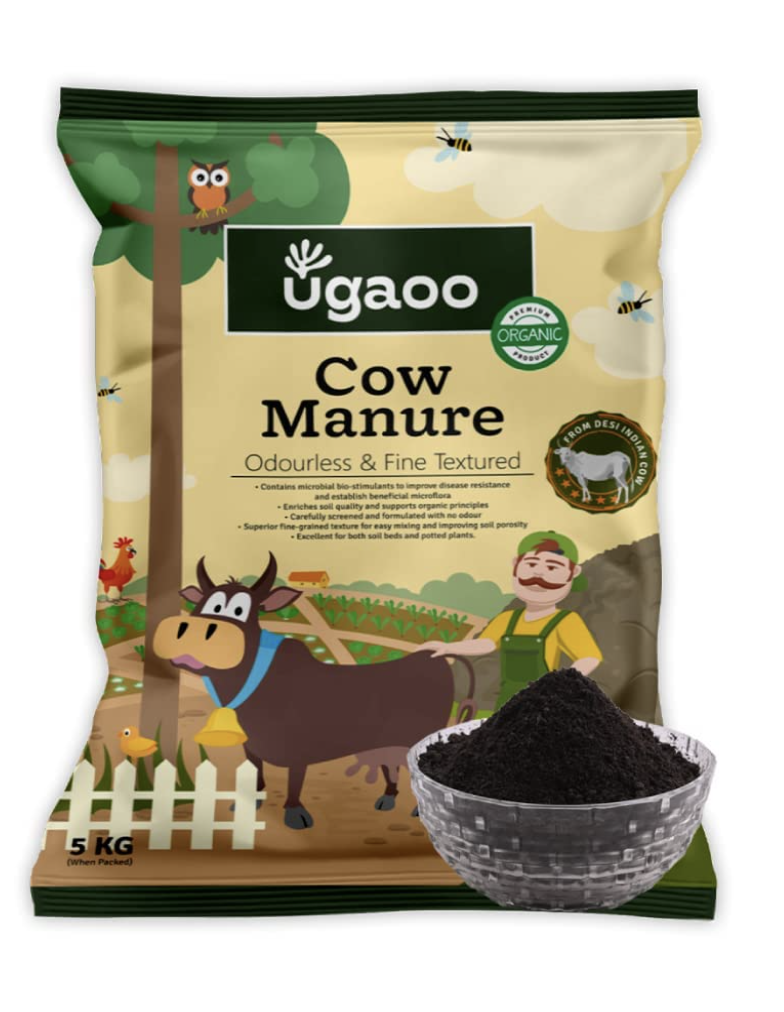 ugaoo
PREMIUM
ORGANIC
PRODUCT
Cow
Manure
Odourless & Fine Textured
FROM DESI INDIAN COW
• Contains microbial bio-stimulants to improve disease resistance
and establish beneficial microflora
• Enriches soil quality and supports organic principles
• Carefully screened and formulated with no odour
• Superior fine-grained texture for easy mixing and improving soil porosity
• Excellent for both soil beds and potted plants.
5 KG
(When Packed)